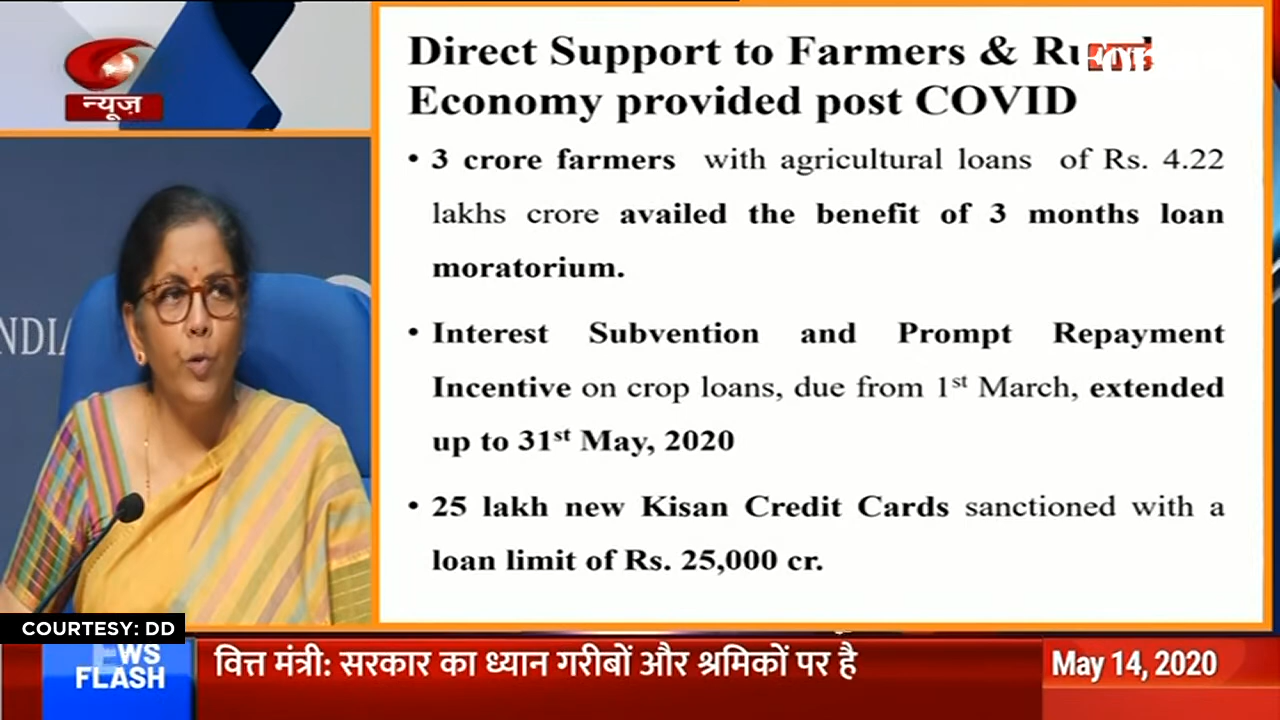 न्यूज़
Direct Support to Farmers &
Economy provided post COVID
• 3 crore farmers with agricultural loans of Rs. 4.22
lakhs crore availed the benefit of 3 months loan
moratorium.
• Interest Subvention and Prompt Repayment
Incentive on crop loans, due from 1st March, extended
up to 31st May, 2020
• 25 lakh new Kisan Credit Cards sanctioned with a
loan limit of Rs. 25,000 cr.
NDIA
COURTESY: DD
EWS
FLASH
वित्त मंत्री: सरकार का ध्यान गरीबों और श्रमिकों पर है
May 14, 2020